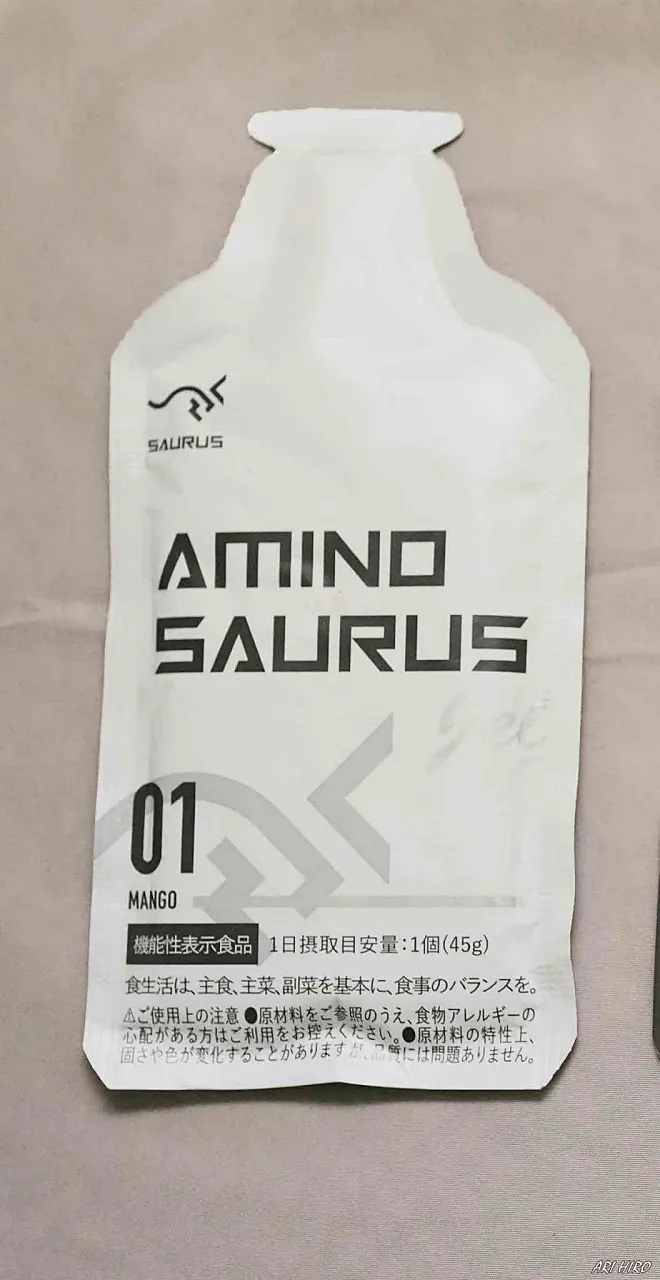 SAURUS
AMINO
SAURUS
gel
01
MANGO
機能性表示食品 1日摂取目安量:1個(45g)
食生活は、主食、主菜、副菜を基本に、食事のバランスを。
⚠ご使用上の注意 ●原材料をご参照のうえ、食物アレルギーの
心配がある方はご利用をお控えください。●原材料の特性上、
固さや色が変化することがありますが、品質には問題ありません。
ARI HIRO